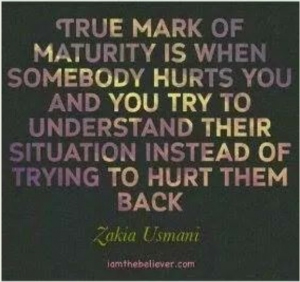 TRUE MARK OF
MATURITY IS WHEN
SOMEBODY HURTS YOU
AND YOU TRY TO
UNDERSTAND THEIR
SITUATION INSTEAD OF
TRYING TO HURT THEM
BACK
Zakia Usmani
iamthebeliever.com